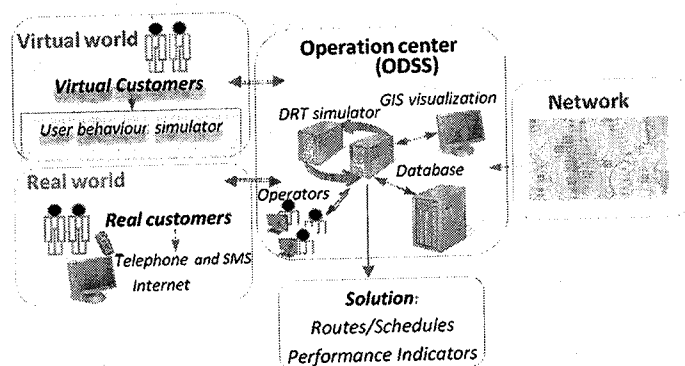 Virtual world
Virtual Customers
User behaviour simulator
Real world
Real customers
Telephone and SMS
Internet
Operation center
(ODSS)
GIS visualization
DRT simulator
Database
Operators
Network
Solution:
Routes/Schedules
Performance Indicators